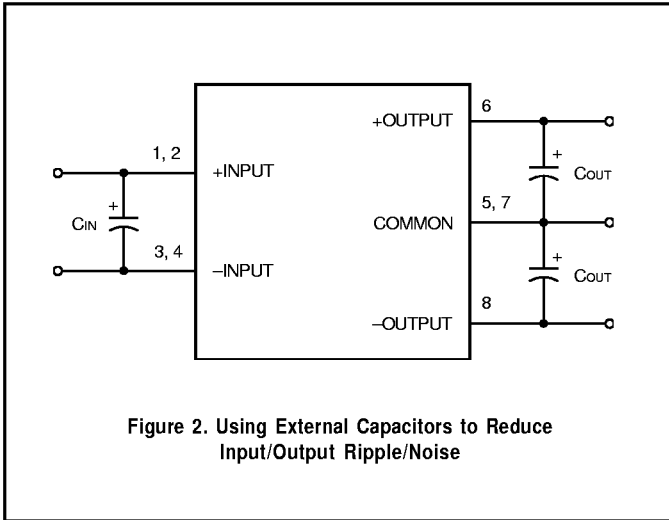 6
+OUTPUT
+
1, 2
+INPUT
COUT
5, 7
+
CIN
COMMON
3, 4
+
–INPUT
COUT
8
–OUTPUT
Figure 2. Using External Capacitors to Reduce
Input/Output Ripple/Noise